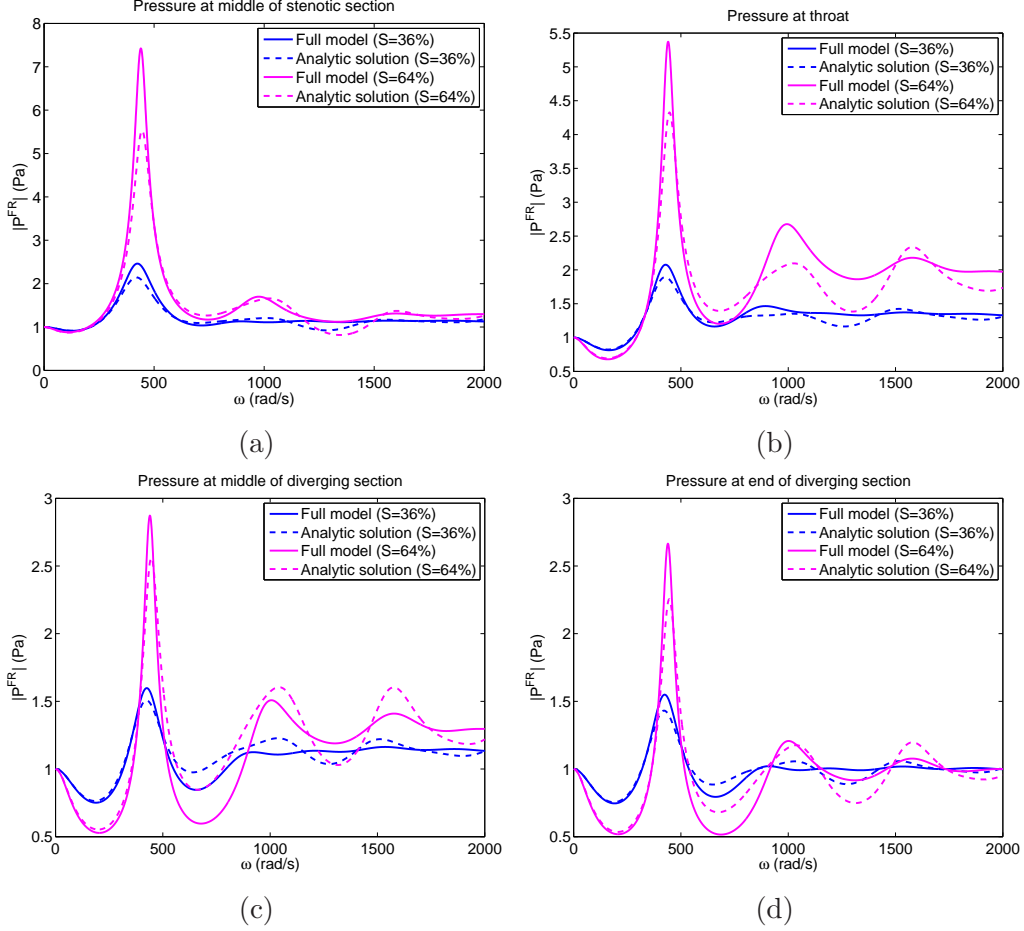 Pressure at middle of stenotic section
8
7
6
5
4
3
2
1
0
|P^FR| (Pa)
Full model (S=36%)
Analytic solution (S=36%)
Full model (S=64%)
Analytic solution (S=64%)
0 500 1000 1500 2000
ω (rad/s)
(a)
Pressure at throat
5.5
5
4.5
4
3.5
3
2.5
2
1.5
1
0.5
|P^FR| (Pa)
Full model (S=36%)
Analytic solution (S=36%)
Full model (S=64%)
Analytic solution (S=64%)
0 500 1000 1500 2000
ω (rad/s)
(b)
Pressure at middle of diverging section
3
2.5
2
1.5
1
0.5
|P^FR| (Pa)
Full model (S=36%)
Analytic solution (S=36%)
Full model (S=64%)
Analytic solution (S=64%)
0 500 1000 1500 2000
ω (rad/s)
(c)
Pressure at end of diverging section
3
2.5
2
1.5
1
0.5
|P^FR| (Pa)
Full model (S=36%)
Analytic solution (S=36%)
Full model (S=64%)
Analytic solution (S=64%)
0 500 1000 1500 2000
ω (rad/s)
(d)